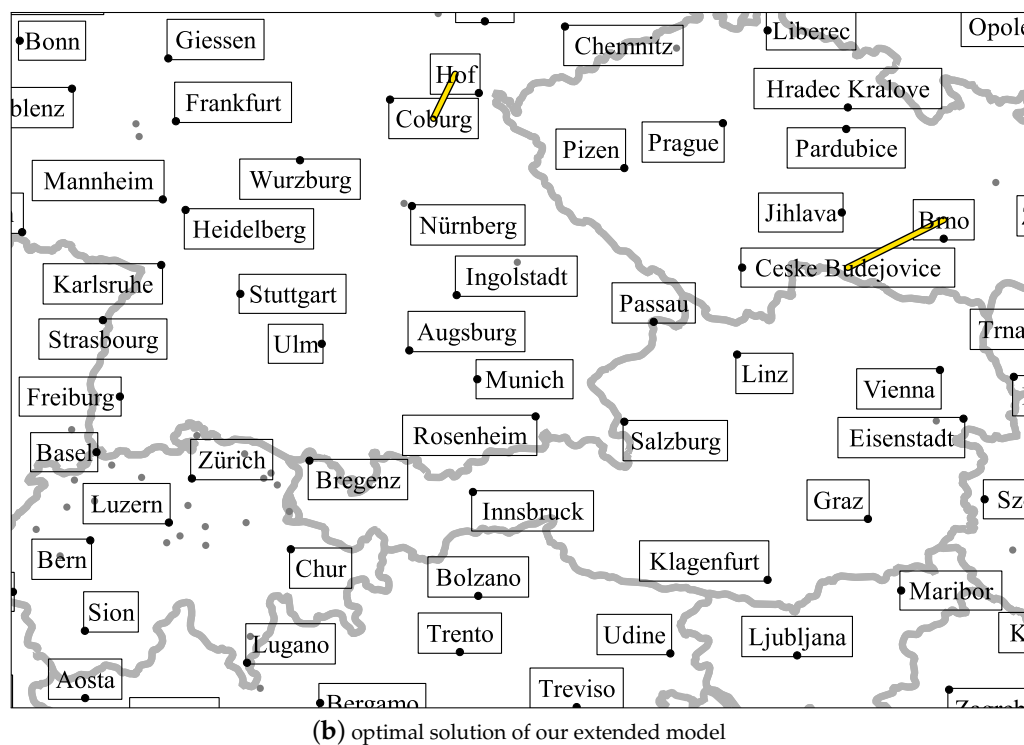 Bonn
Giessen
Chemnitz
Liberec
Opole
Hof
blenz
Frankfurt
Coburg
Hradec Kralove
Pizen
Prague
Pardubice
Mannheim
Wurzburg
Heidelberg
Nürnberg
Jihlava
Brno
Karlsruhe
Stuttgart
Ingolstadt
Ceske Budejovice
Passau
Strasbourg
Ulm
Augsburg
Trna
Munich
Linz
Vienna
Freiburg
Rosenheim
Salzburg
Eisenstadt
Basel
Zürich
Bregenz
Luzern
Innsbruck
Graz
Sz
Bern
Chur
Bolzano
Klagenfurt
Maribor
Sion
Lugano
Trento
Udine
Ljubljana
K
Aosta
Bergamo
Treviso
Zagreb
(b) optimal solution of our extended model